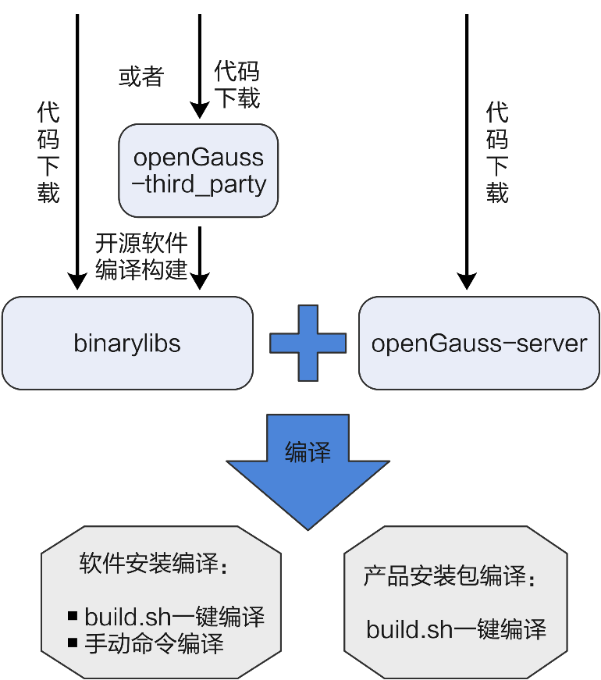 代
码
下
载
或者
代码
下载
openGauss
-third_party
开源软件
编译构建
代
码
下
载
binarylibs
openGauss-server
编译
软件安装编译：
▪ build.sh一键编译
▪ 手动命令编译
产品安装包编译：
build.sh一键编译